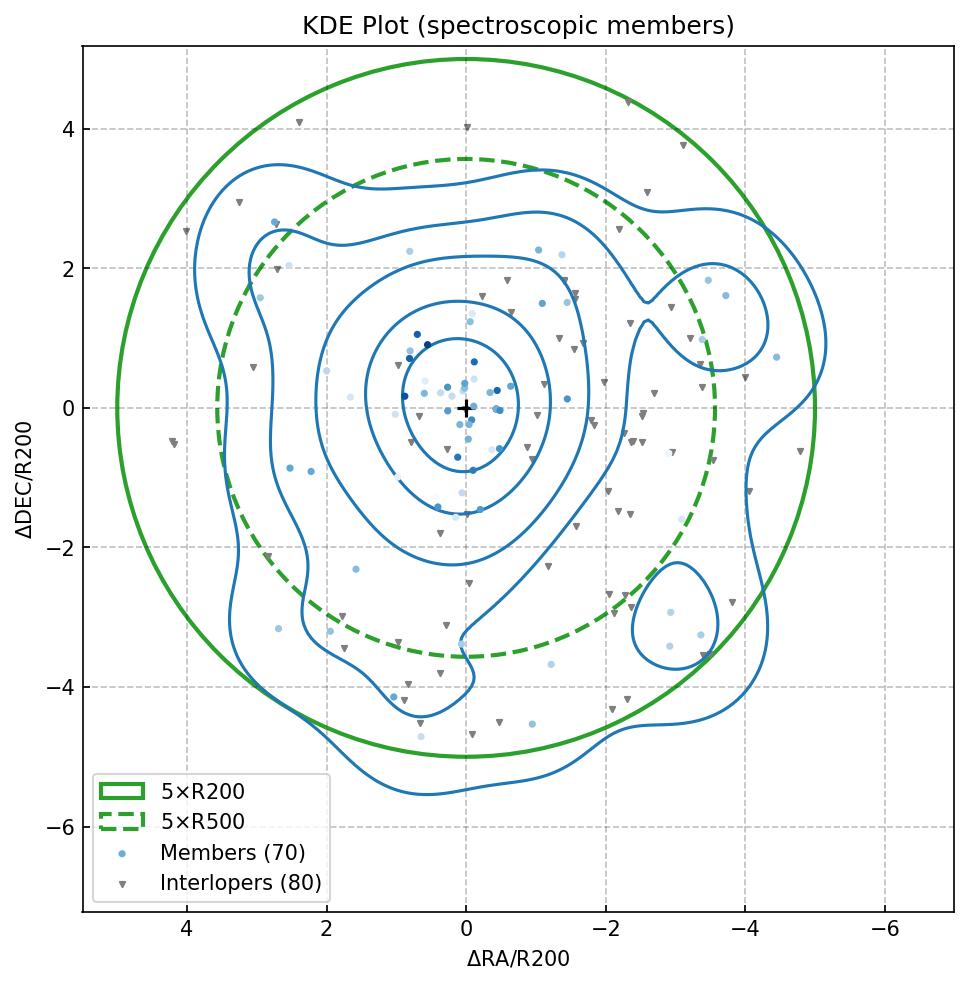 KDE Plot (spectroscopic members)
4
2
0
−2
−4
−6
ΔDEC/R200
5×R200
5×R500
Members (70)
Interlopers (80)
4 2 0 −2 −4 −6
ΔRA/R200